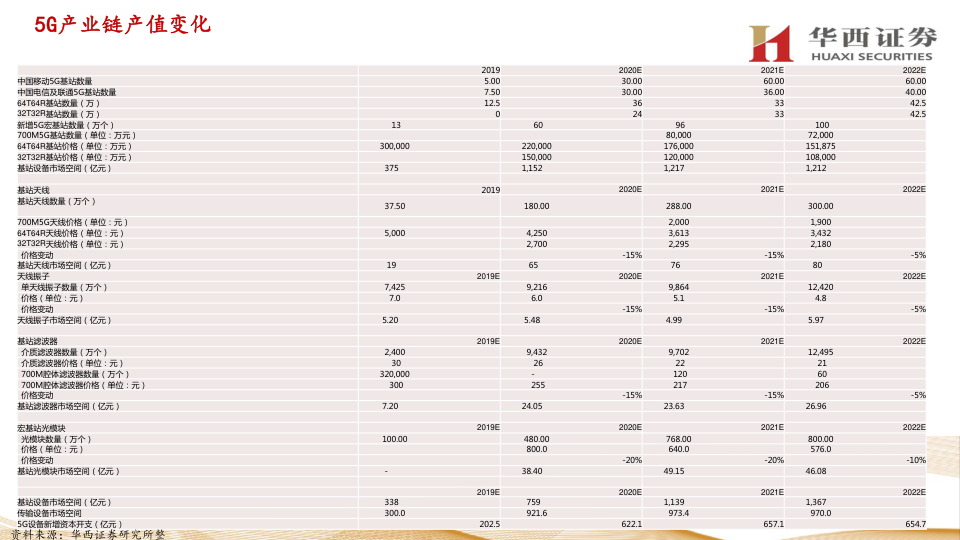 5G产业链产值变化
华西证券
HUAXI SECURITIES
2019 2020E 2021E 2022E
中国移动5G基站数量 5.00 30.00 60.00 60.00
中国电信及联通5G基站数量 7.50 30.00 36.00 40.00
64T64R基站数量（万） 12.5 36 33 42.5
32T32R基站数量（万） 0 24 33 42.5
新增5G宏基站数量（万个） 13 60 96 100
700M5G基站数量（单位：万元） 80,000 72,000
64T64R基站价格（单位：万元） 300,000 220,000 176,000 151,875
32T32R基站价格（单位：万元） 150,000 120,000 108,000
基站设备市场空间（亿元） 375 1,152 1,217 1,212
基站天线 2019 2020E 2021E 2022E
基站天线数量（万个） 37.50 180.00 288.00 300.00
700M5G天线价格（单位：元） 2,000 1,900
64T64R天线价格（单位：元） 5,000 4,250 3,613 3,432
32T32R天线价格（单位：元） 2,700 2,295 2,180
价格变动 -15% -15% -5%
基站天线市场空间（亿元） 19 65 76 80
天线振子 2019E 2020E 2021E 2022E
单天线振子数量（万个） 7,425 9,216 9,864 12,420
价格（单位：元） 7.0 6.0 5.1 4.8
价格变动 -15% -15% -5%
天线振子市场空间（亿元） 5.20 5.48 4.99 5.97
基站滤波器 2019E 2020E 2021E 2022E
介质滤波器数量（万个） 2,400 9,432 9,702 12,495
介质滤波器价格（单位：元） 30 26 22 21
700M腔体滤波器数量（万个） 320,000 - 120 60
700M腔体滤波器价格（单位：元） 300 255 217 206
价格变动 -15% -15% -5%
基站滤波器市场空间（亿元） 7.20 24.05 23.63 26.96
宏基站光模块 2019E 2020E 2021E 2022E
光模块数量（万个） 100.00 480.00 768.00 800.00
价格（单位：元） 800.0 640.0 576.0
价格变动 -20% -20% -10%
基站光模块市场空间（亿元） - 38.40 49.15 46.08
2019E 2020E 2021E 2022E
基站设备市场空间（亿元） 338 759 1,139 1,367
传输设备市场空间 300.0 921.6 973.4 970.0
5G设备新增资本开支（亿元） 202.5 622.1 657.1 654.7
资料来源：华西证券研究所整